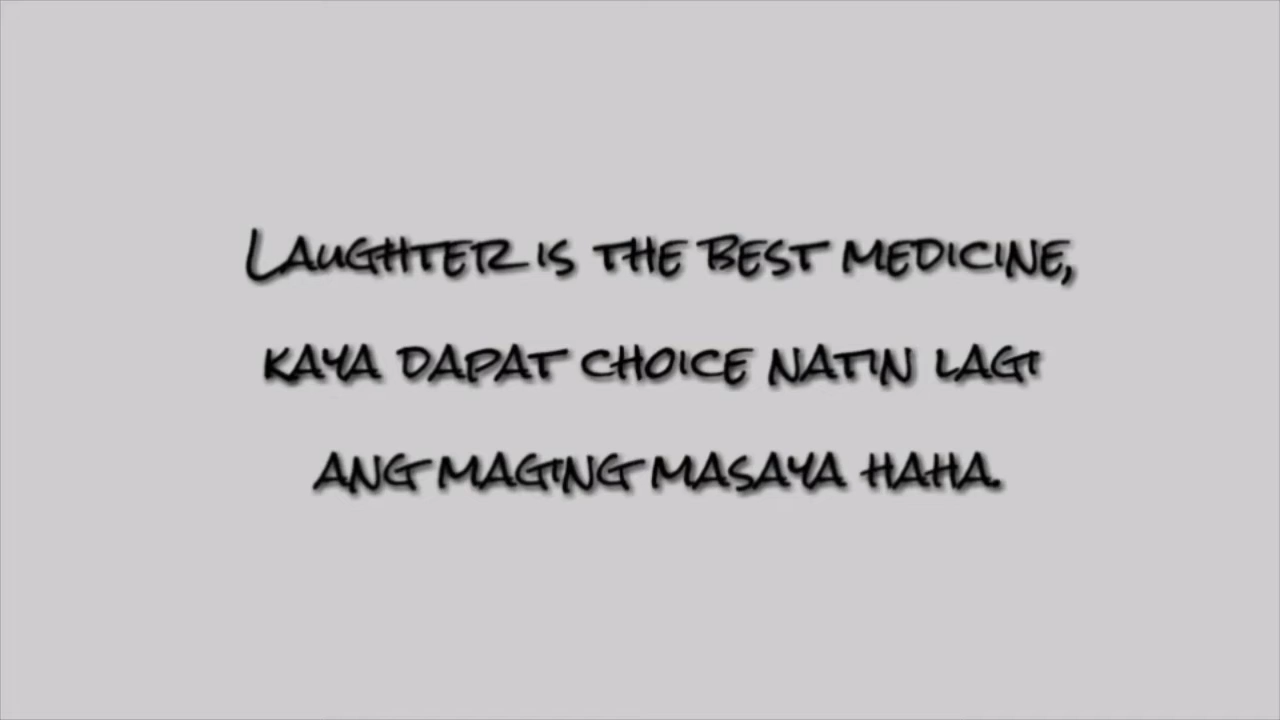 Laughter is the best medicine,
kaya dapat choice natin lagi
ang maging masaya haha.